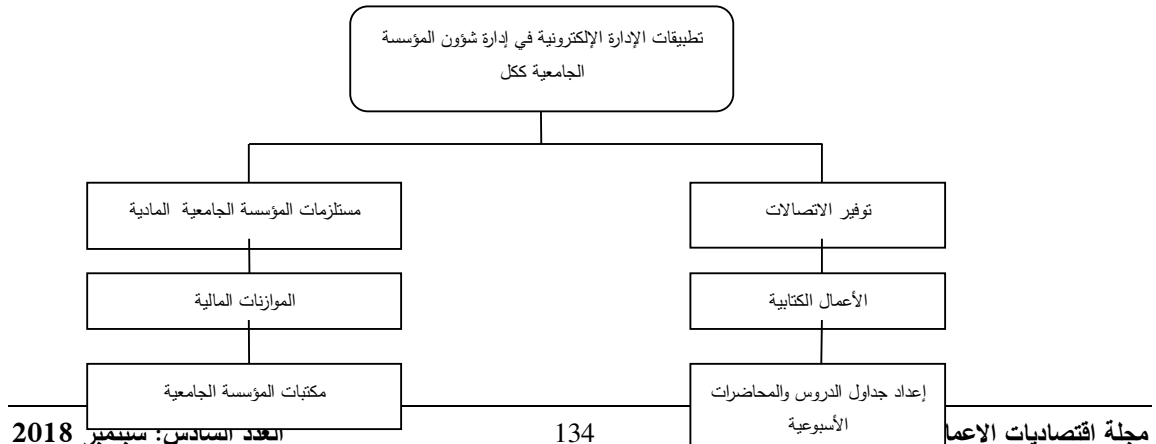 تطبيقات الإدارة الإلكترونية في إدارة شؤون المؤسسة
الجامعية ككل
توفير الاتصالات
مستلزمات المؤسسة الجامعية المادية
الأعمال الكتابية
الموازنات المالية
إعداد جداول الدروس والمحاضرات
الأسبوعية
مكتبات المؤسسة الجامعية
مجلة اقتصاديات الاعما
134
العدد السادس: سبتمبر 2018